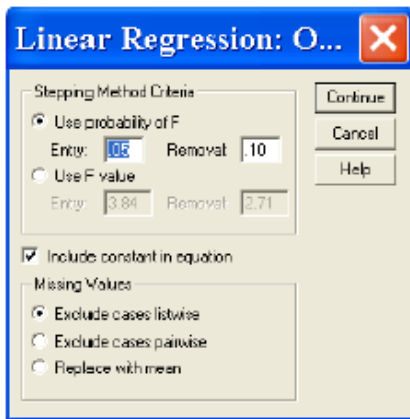 Linear Regression: O...
Stepping Method Criteria
Use probability of F
Entry: .05 Removal: .10
Use F value
Entry: 3.84 Removal: 2.71
Include constant in equation
Missing Values
Exclude cases listwise
Exclude cases pairwise
Replace with mean
Continue
Cancel
Help